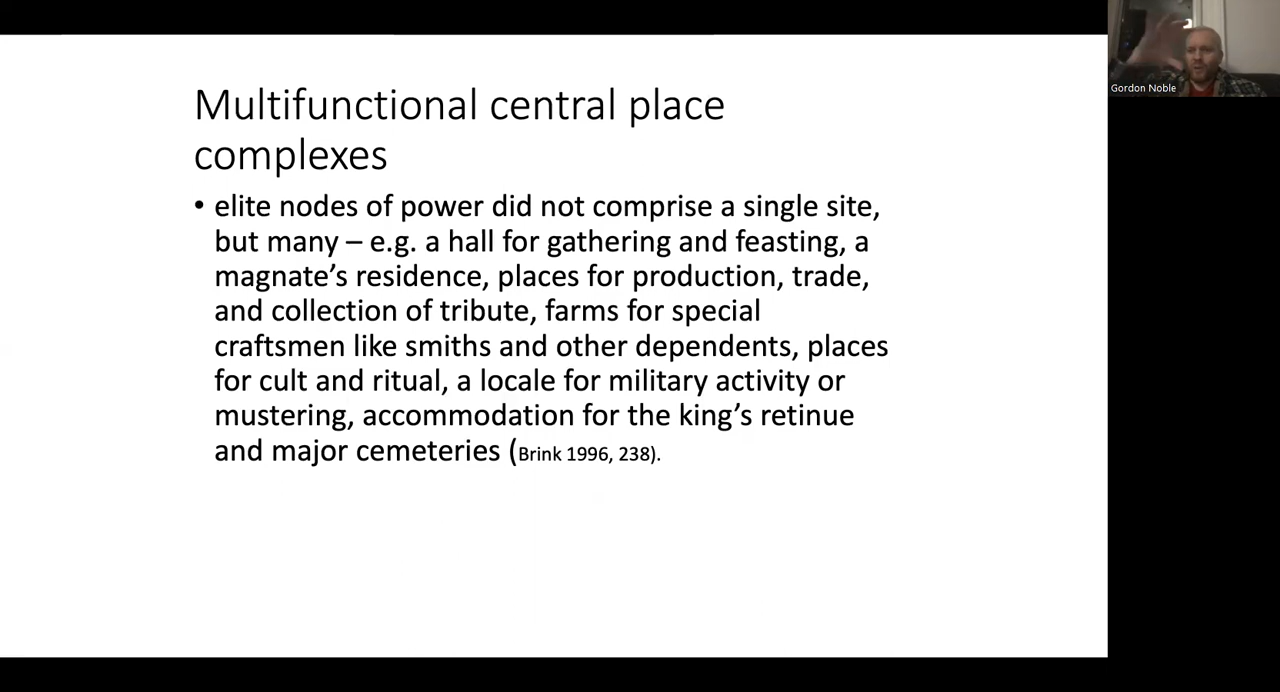 Multifunctional central place
complexes
• elite nodes of power did not comprise a single site,
but many – e.g. a hall for gathering and feasting, a
magnate’s residence, places for production, trade,
and collection of tribute, farms for special
craftsmen like smiths and other dependents, places
for cult and ritual, a locale for military activity or
mustering, accommodation for the king’s retinue
and major cemeteries (Brink 1996, 238).
Gordon Noble